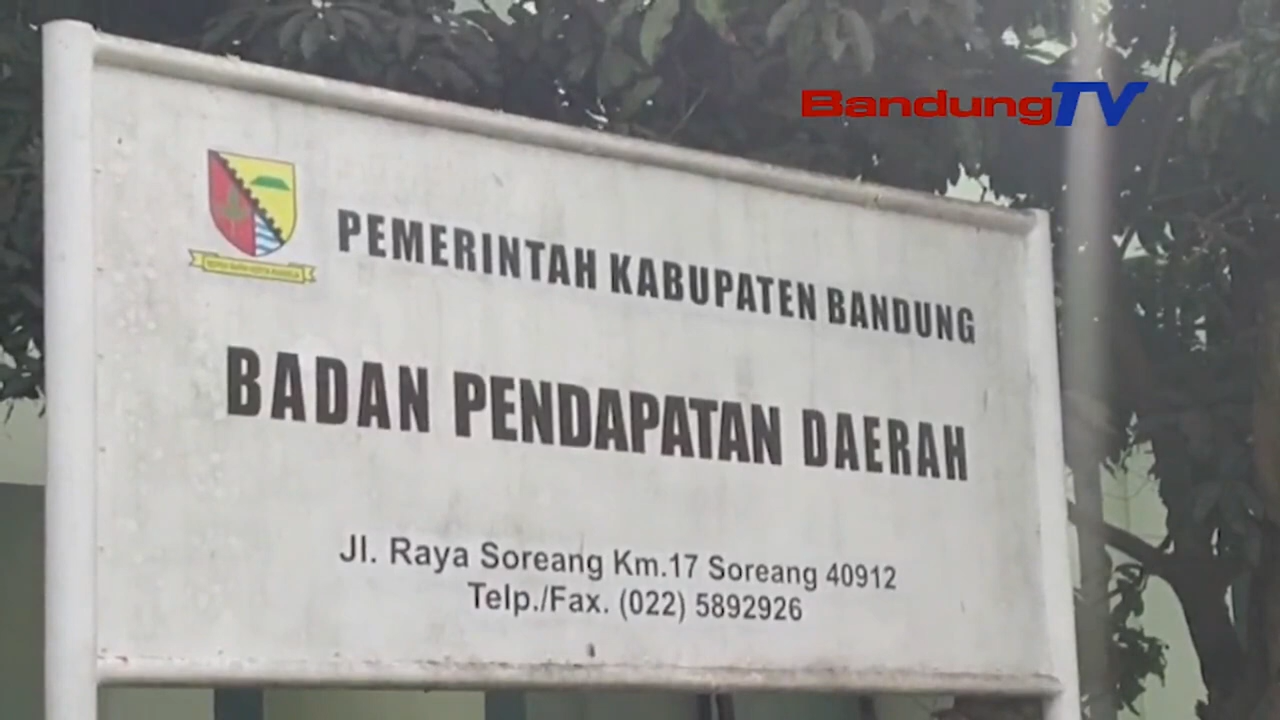 BandungTV
PEMERINTAH KABUPATEN BANDUNG
BADAN PENDAPATAN DAERAH
Jl. Raya Soreang Km.17 Soreang 40912
Telp./Fax. (022) 5892926